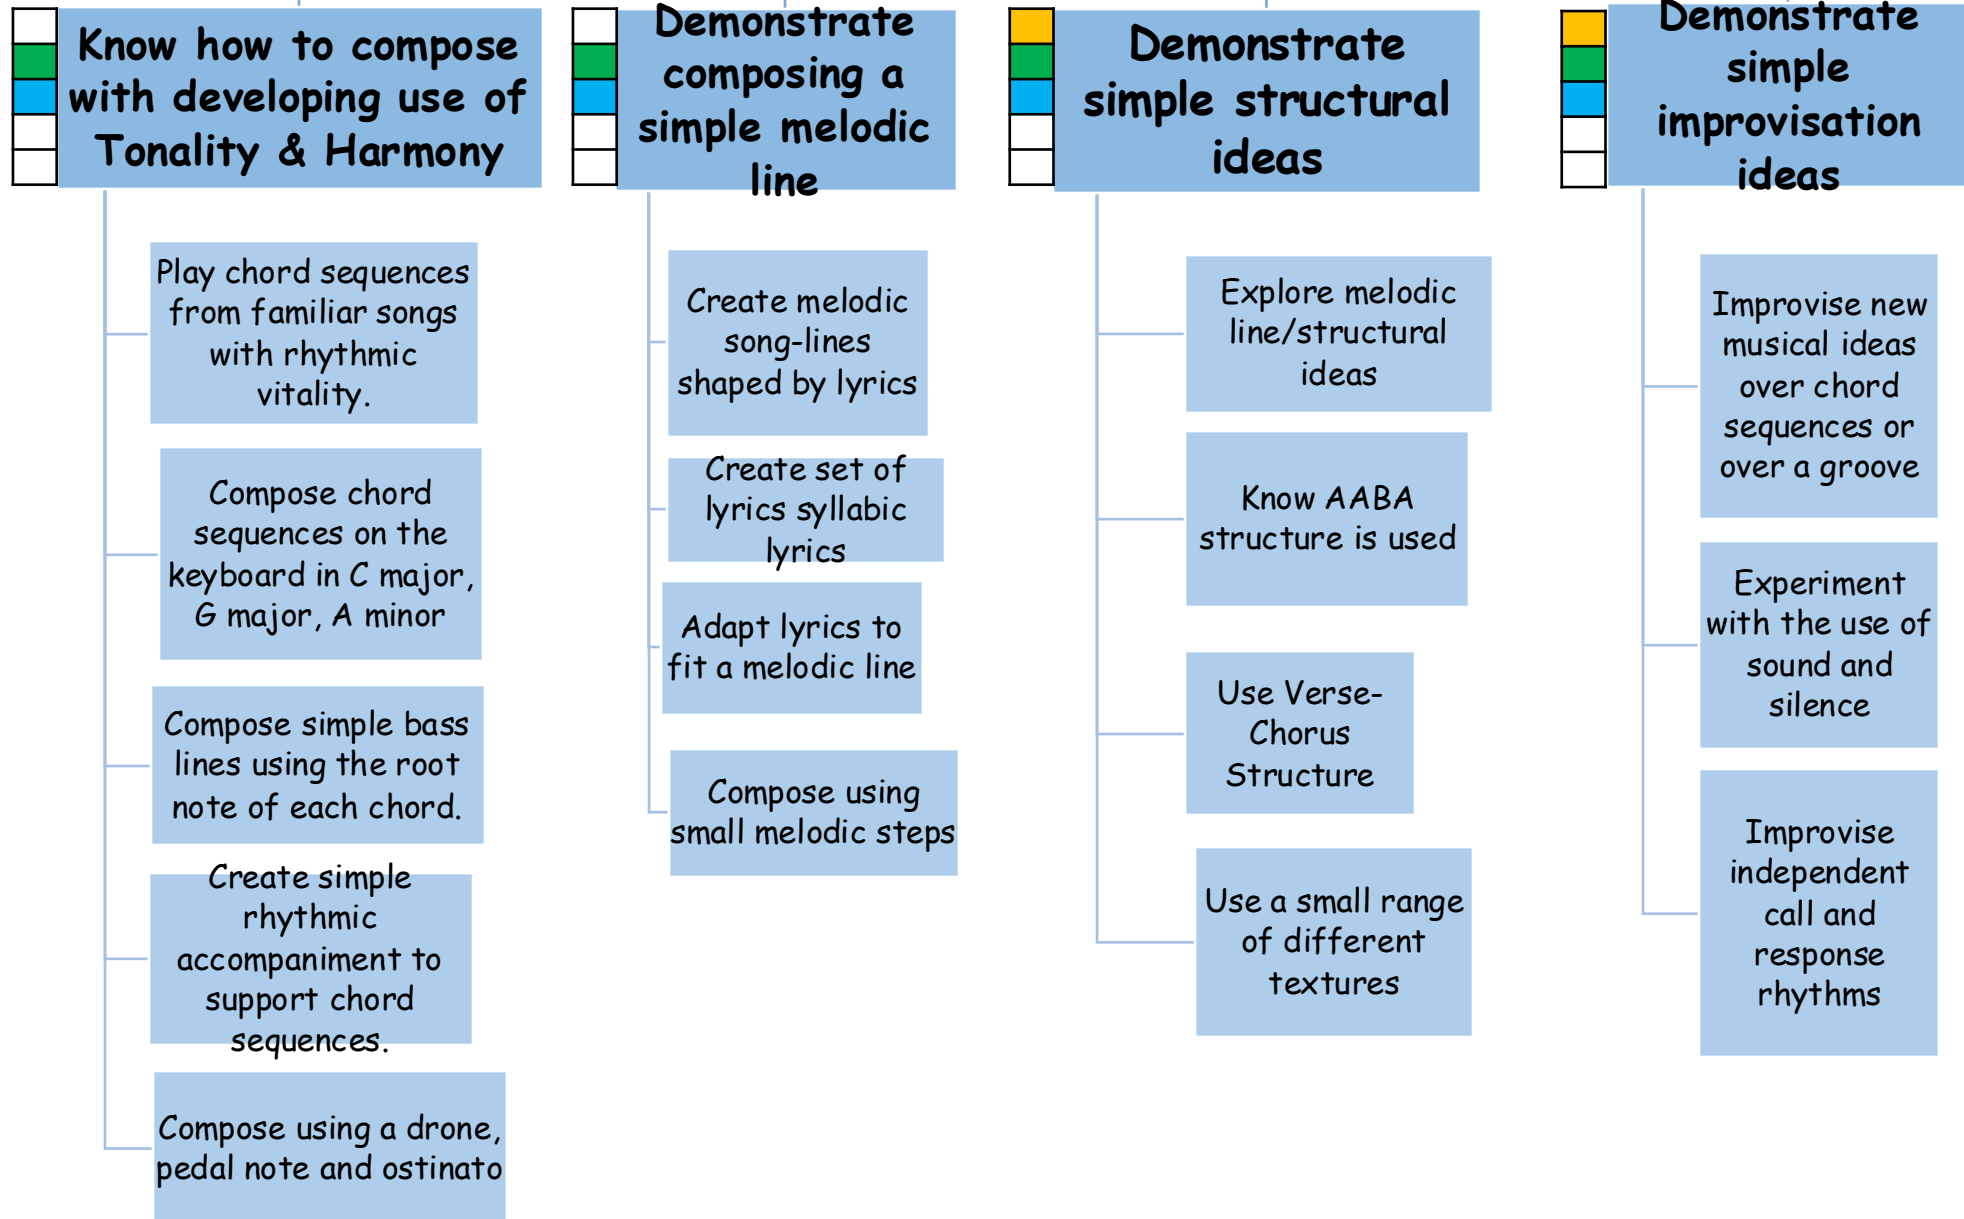 Know how to compose
with developing use of
Tonality & Harmony
Play chord sequences
from familiar songs
with rhythmic
vitality.
Compose chord
sequences on the
keyboard in C major,
G major, A minor
Compose simple bass
lines using the root
note of each chord.
Create simple
rhythmic
accompaniment to
support chord
sequences.
Compose using a drone,
pedal note and ostinato
Demonstrate
composing a
simple melodic
line
Create melodic
song-lines
shaped by lyrics
Create set of
lyrics syllabic
lyrics
Adapt lyrics to
fit a melodic line
Compose using
small melodic steps
Demonstrate
simple structural
ideas
Explore melodic
line/structural
ideas
Know AABA
structure is used
Use Verse-
Chorus
Structure
Use a small range
of different
textures
Demonstrate
simple
improvisation
ideas
Improvise new
musical ideas
over chord
sequences or
over a groove
Experiment
with the use of
sound and
silence
Improvise
independent
call and
response
rhythms